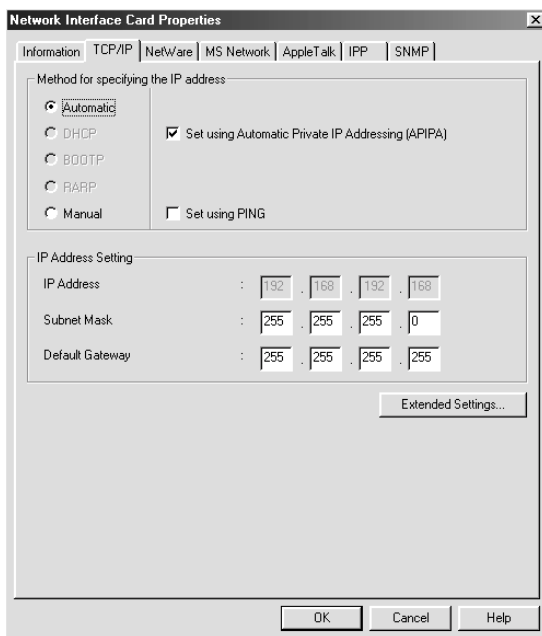 Network Interface Card Properties
Information TCP/IP NetWare MS Network AppleTalk IPP SNMP
Method for specifying the IP address
Automatic
DHCP Set using Automatic Private IP Addressing (APIPA)
BOOTP
RARP
Manual Set using PING
IP Address Setting
IP Address : 192 . 168 . 192 . 168
Subnet Mask : 255 . 255 . 255 . 0
Default Gateway : 255 . 255 . 255 . 255
Extended Settings...
OK Cancel Help